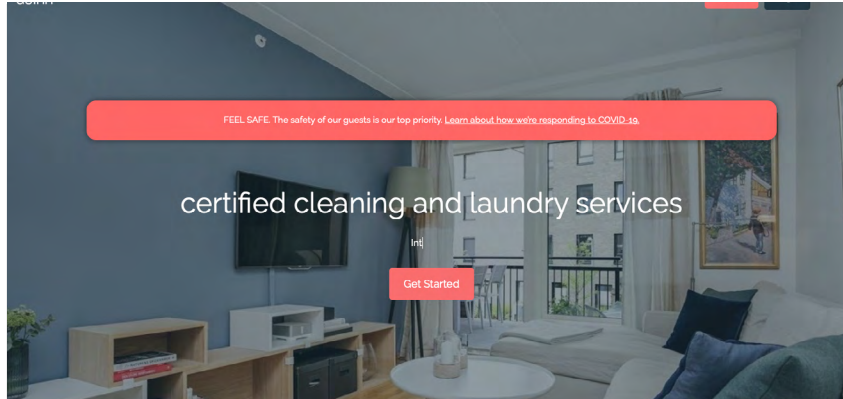 FEEL SAFE. The safety of our guests is our top priority. Learn about how we're responding to COVID-19.
certified cleaning and laundry services
Int
Get Started